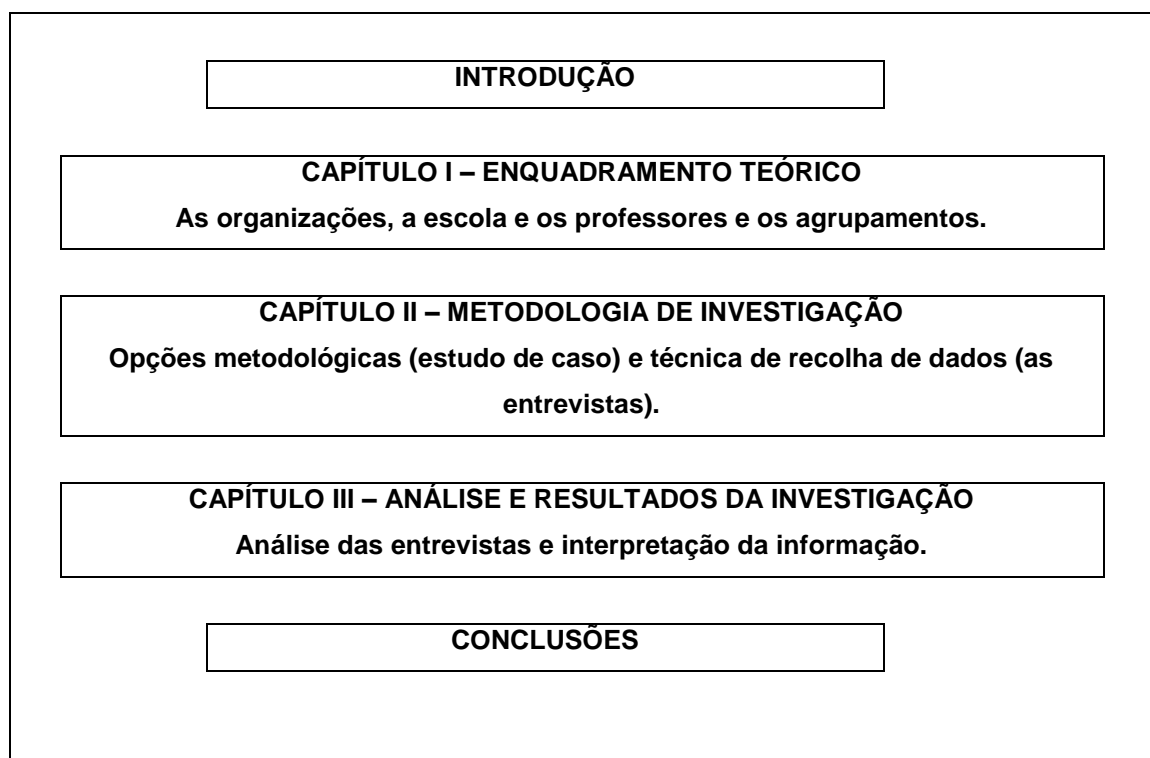 INTRODUÇÃO
CAPÍTULO I – ENQUADRAMENTO TEÓRICO
As organizações, a escola e os professores e os agrupamentos.
CAPÍTULO II – METODOLOGIA DE INVESTIGAÇÃO
Opções metodológicas (estudo de caso) e técnica de recolha de dados (as
entrevistas).
CAPÍTULO III – ANÁLISE E RESULTADOS DA INVESTIGAÇÃO
Análise das entrevistas e interpretação da informação.
CONCLUSÕES